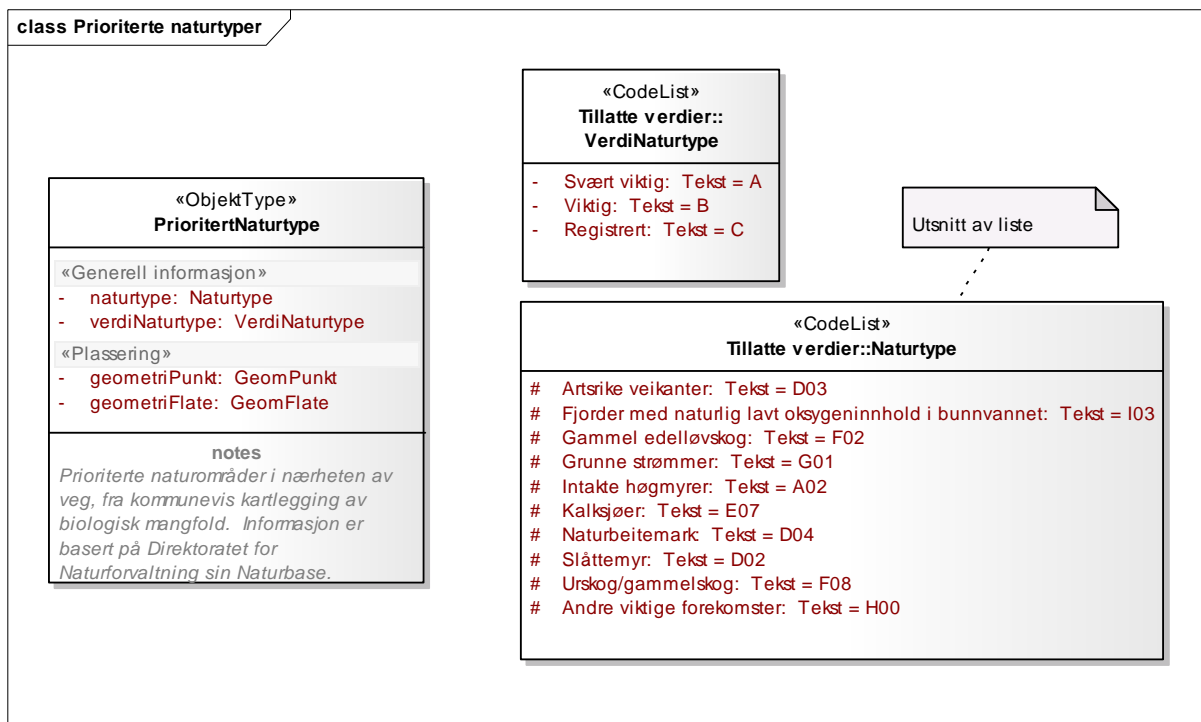 class Prioriterte naturtyper
«CodeList»
Tillatte verdier::
VerdiNaturtype
- Svært viktig: Tekst = A
- Viktig: Tekst = B
- Registrert: Tekst = C
«ObjektType»
PrioritertNaturtype
«Generell informasjon»
- naturtype: Naturtype
- verdiNaturtype: VerdiNaturtype
«Plassering»
- geometriPunkt: GeomPunkt
- geometriFlate: GeomFlate
notes
Prioriterte naturområder i nærheten av
veg, fra kommunevis kartlegging av
biologisk mangfold. Informasjon er
basert på Direktoratet for
Naturforvaltning sin Naturbase.
Utsnitt av liste
«CodeList»
Tillatte verdier::Naturtype
# Artsrike veikanter: Tekst = D03
# Fjorder med naturlig lavt oksygeninnhold i bunnvannet: Tekst = I03
# Gammel edelløvskog: Tekst = F02
# Grunne strømmer: Tekst = G01
# Intakte høgmyrer: Tekst = A02
# Kalksjøer: Tekst = E07
# Naturbeitemark: Tekst = D04
# Slåttemyr: Tekst = D02
# Urskog/gammelskog: Tekst = F08
# Andre viktige forekomster: Tekst = H00